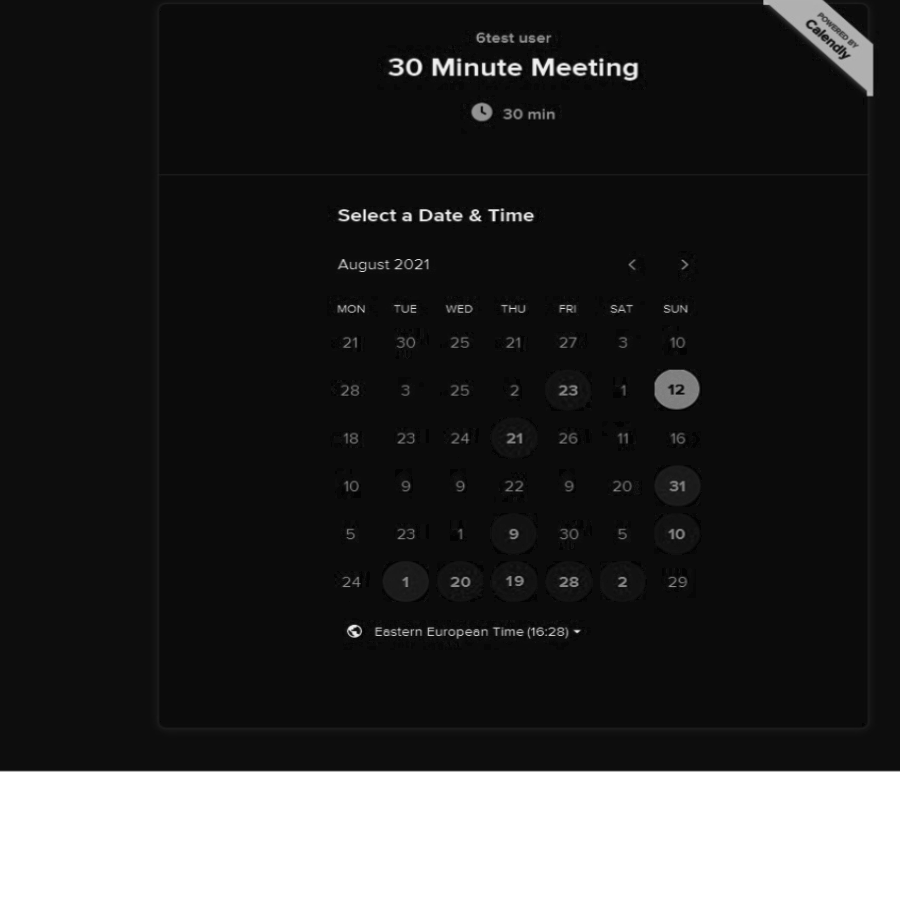 POWERED BY
Calendly
6test user
30 Minute Meeting
30 min
Select a Date & Time
August 2021
MON TUE WED THU FRI SAT SUN
21 30 25 21 27 3 10
28 3 25 2 23 1 12
18 23 24 21 26 11 16
10 9 9 22 9 20 31
5 23 1 9 30 5 10
24 1 20 19 28 2 29
Eastern European Time (16:28)